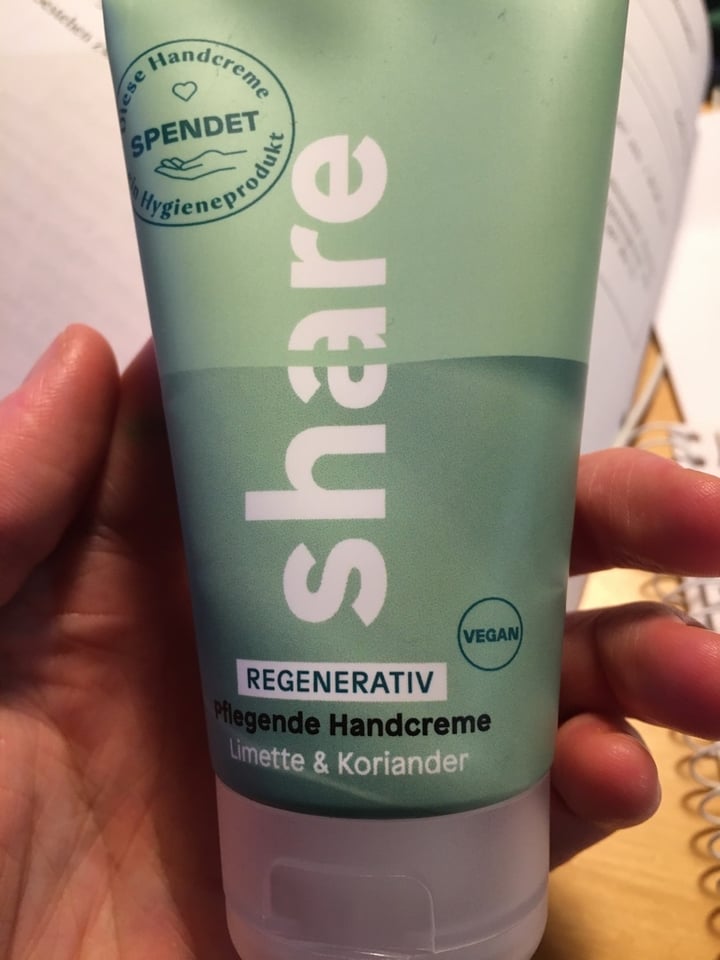 Diese Handcreme
SPENDET
ein Hygieneprodukt
share
VEGAN
REGENERATIV
Pflegende Handcreme
Limette & Koriander